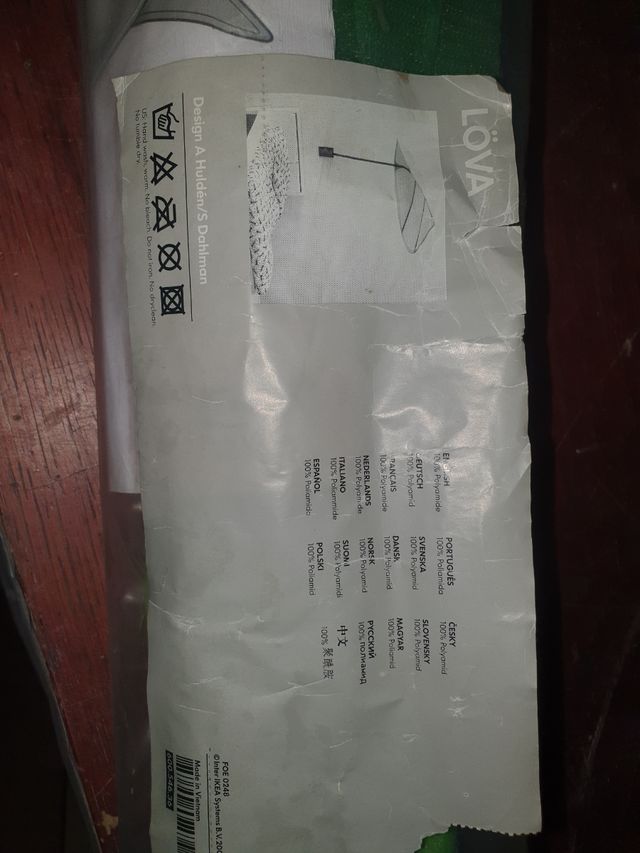 LÖVA
Design A Huldén/S Dahlman
US: Hand wash, warm. No bleach. Do not iron. No dryclean.
No tumble dry.
100% Polyamide
DEUTSCH
100% Polyamid
FRANCAIS
100% Polyamide
NEDERLANDS
100% Polyamide
ITALIANO
100% Poliammide
ESPAÑOL
100% Poliamida
PORTUGUÊS
100% Poliamida
SVENSKA
100% Polyamid
DANSK
100% Polyamid
NORSK
100% Polyamid
SUOMI
100% Polyamidi
POLSKI
100% Poliamid
ČESKY
100% Polyamid
SLOVENSKY
100% Polyamid
MAGYAR
100% Poliamid
РУССКИЙ
100% полиамид
中文
100% 聚酰胺
FOE 0248
© Inter IKEA Systems B.V. 200
Made in Vietnam